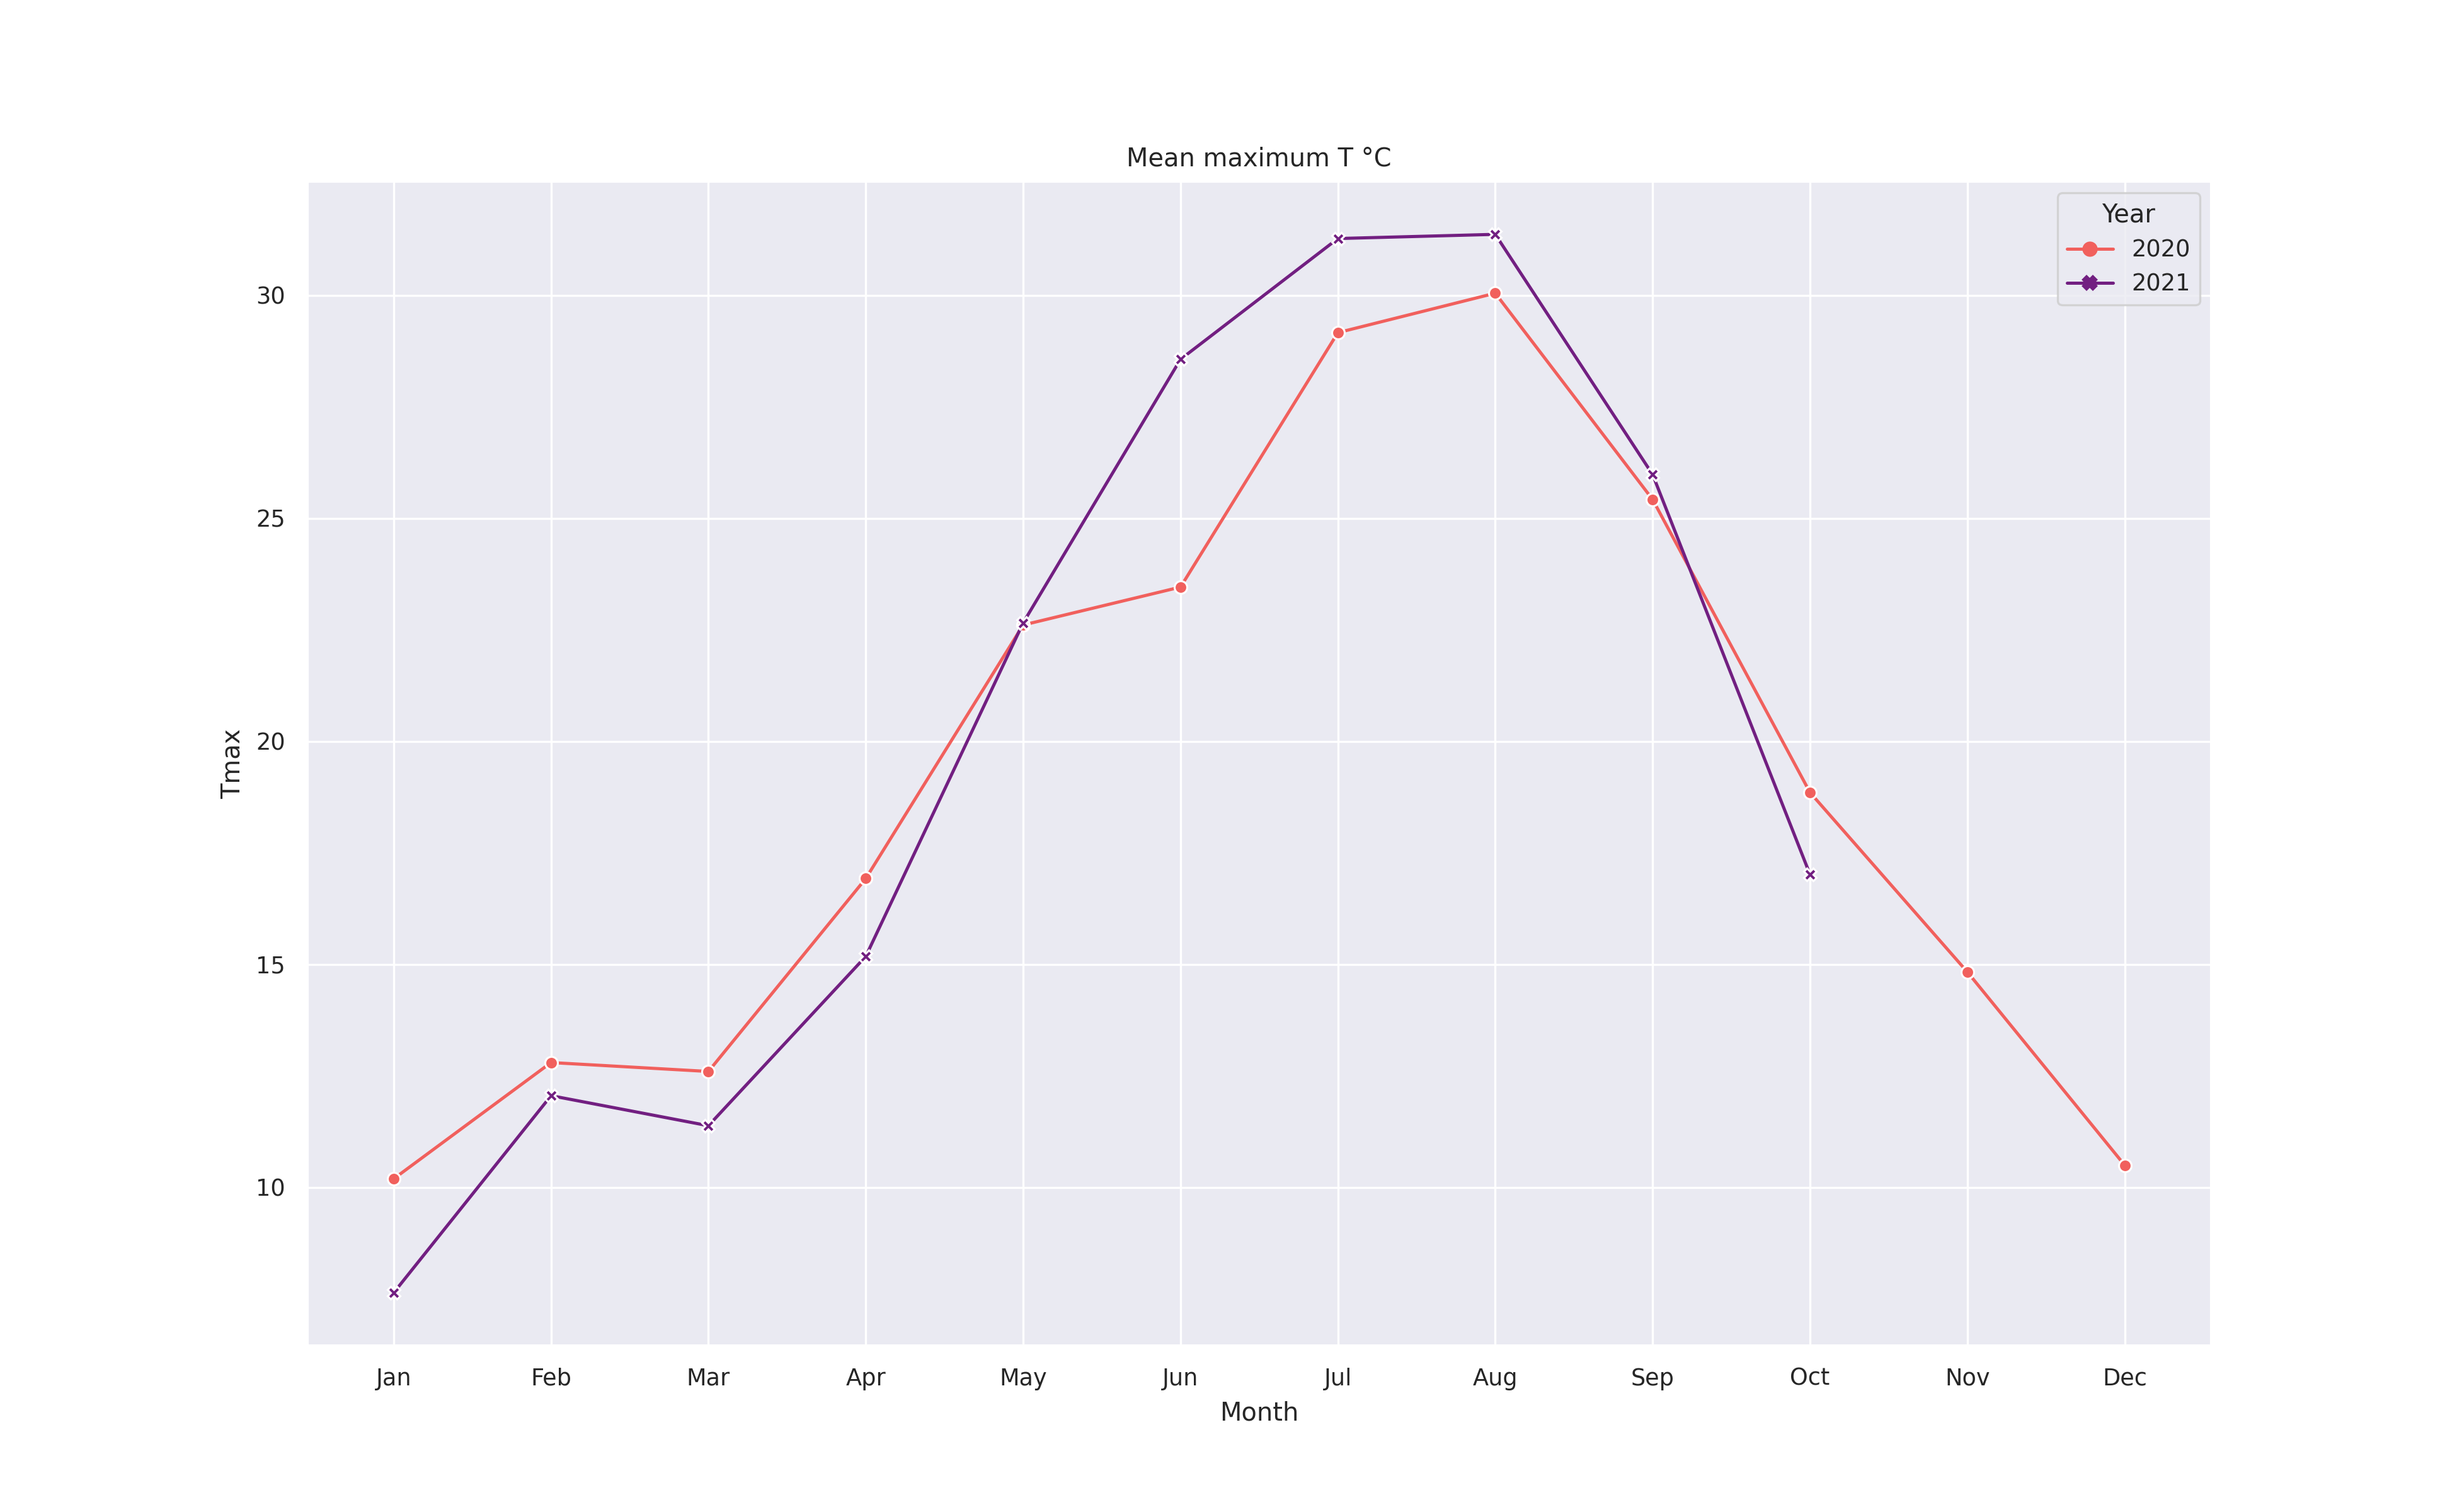 Mean maximum T °C
Year
2020
2021
30
25
20
15
10
Tmax
Jan Feb Mar Apr May Jun Jul Aug Sep Oct Nov Dec
Month